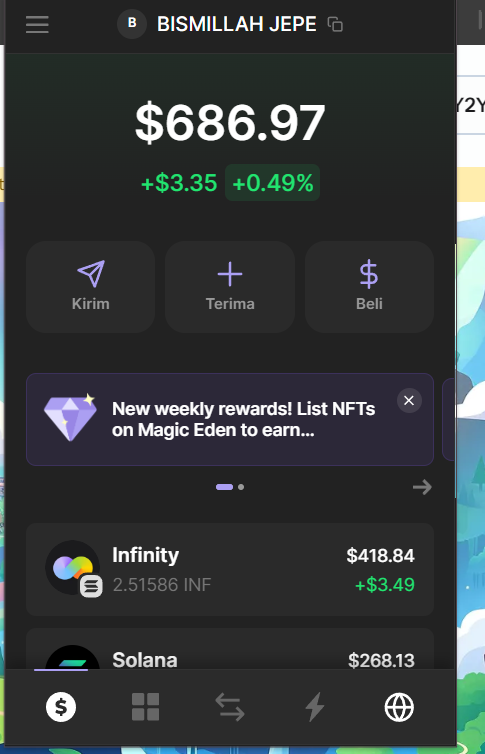 B BISMILLAH JEPE
$686.97
+$3.35 +0.49%
Kirim Terima Beli
New weekly rewards! List NFTs
on Magic Eden to earn...
Infinity $418.84
2.51586 INF +$3.49
Solana $268.13